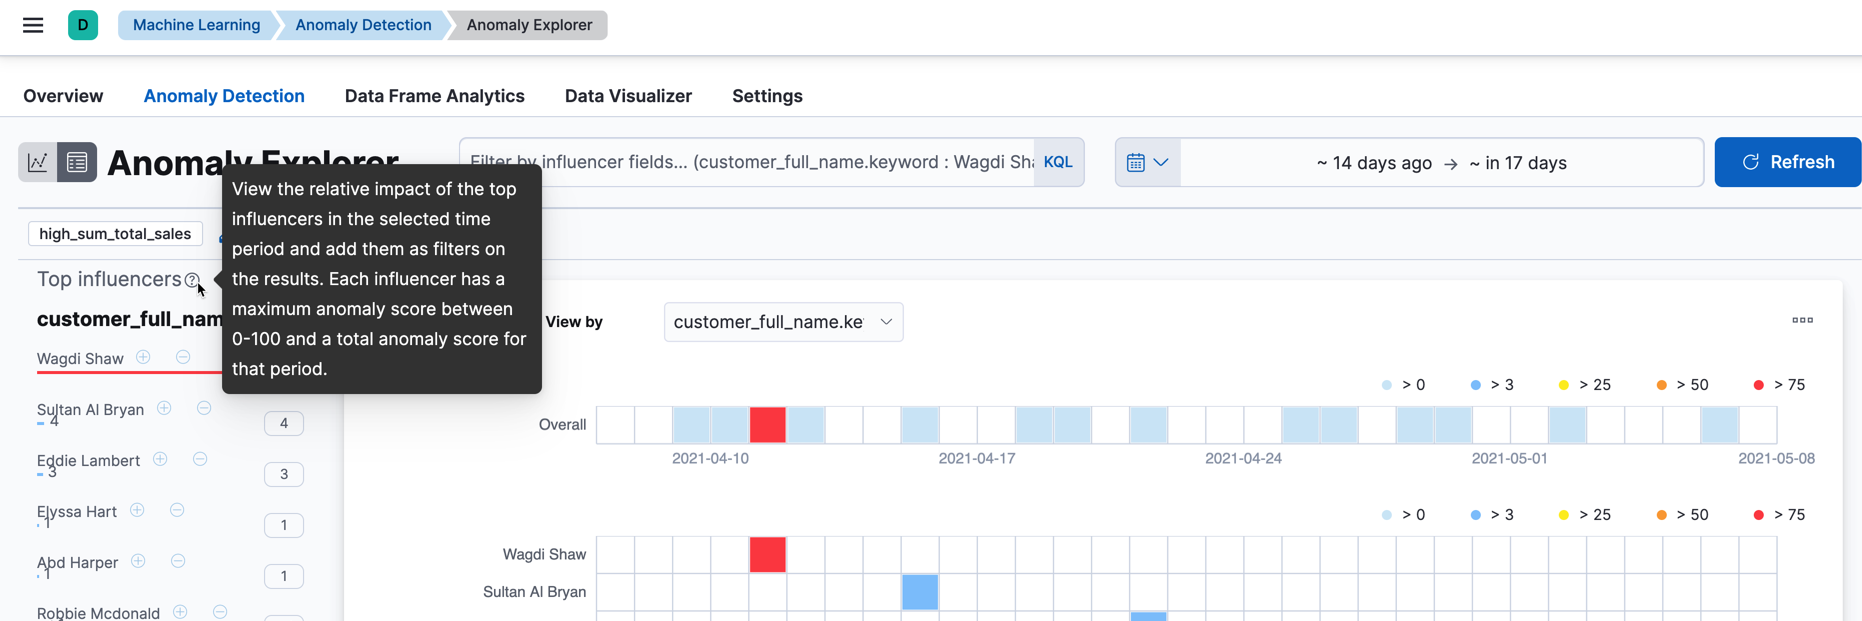 D
Machine Learning
Anomaly Detection
Anomaly Explorer
Overview
Anomaly Detection
Data Frame Analytics
Data Visualizer
Settings
Anomaly Explorer
Filter by influencer fields... (customer_full_name.keyword : Wagdi Sha
KQL
~ 14 days ago → ~ in 17 days
Refresh
high_sum_total_sales
View the relative impact of the top
influencers in the selected time
period and add them as filters on
the results. Each influencer has a
maximum anomaly score between
0-100 and a total anomaly score for
that period.
Top influencers
customer_full_nam
Wagdi Shaw
Sultan Al Bryan
4
4
Eddie Lambert
3
3
Elyssa Hart
1
1
Abd Harper
1
1
Robbie Mcdonald
View by
customer_full_name.ke
> 0
> 3
> 25
> 50
> 75
Overall
2021-04-10
2021-04-17
2021-04-24
2021-05-01
2021-05-08
> 0
> 3
> 25
> 50
> 75
Wagdi Shaw
Sultan Al Bryan